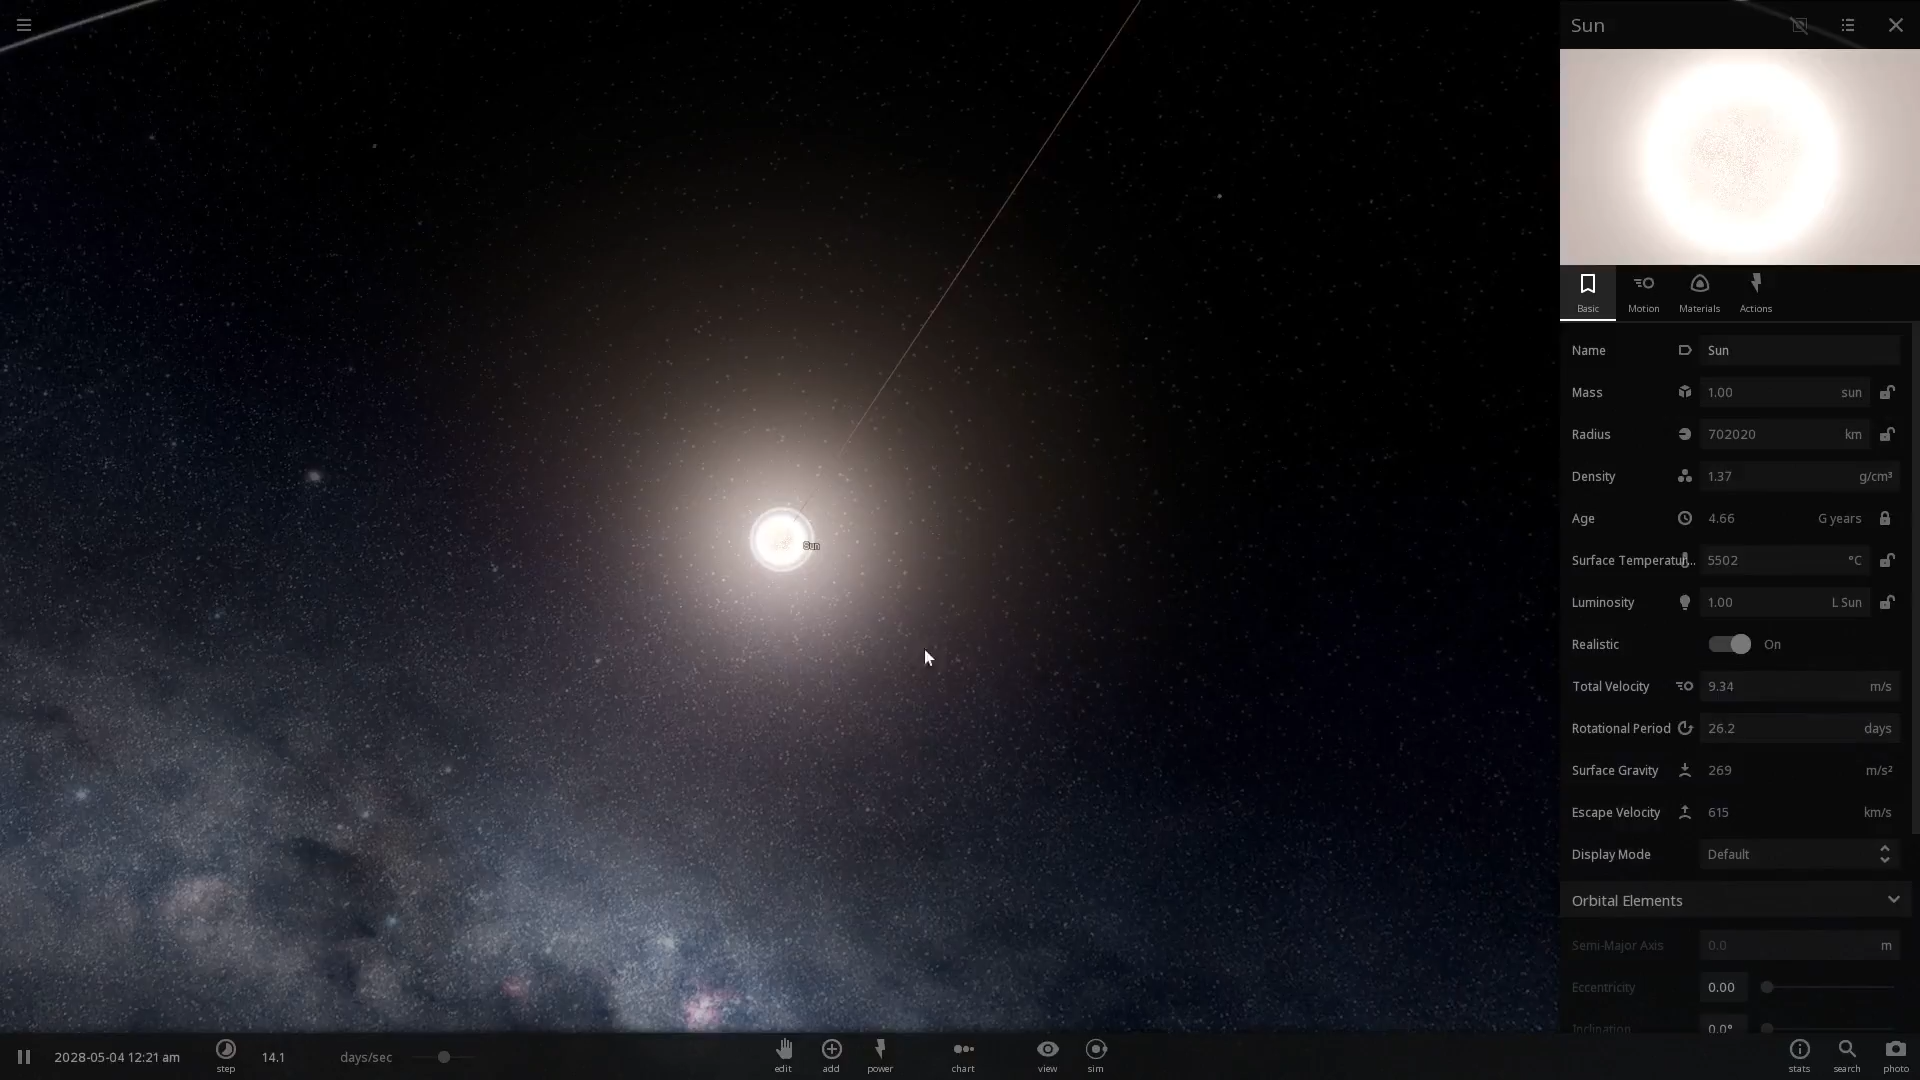 Sun
Basic
Motion
Materials
Actions
Name Sun
Mass 1.00 sun
Radius 702020 km
Density 1.37 g/cm³
Age 4.66 G years
Surface Temperatur... 5502 °C
Luminosity 1.00 L Sun
Realistic On
Total Velocity 9.34 m/s
Rotational Period 26.2 days
Surface Gravity 269 m/s²
Escape Velocity 615 km/s
Display Mode Default
Orbital Elements
Semi-Major Axis 0.0 m
Eccentricity 0.00
Inclination 0.0°
Sun
2028-05-04 12:21 am
step
14.1 days/sec
edit
add
power
chart
view
sim
stats
search
photo